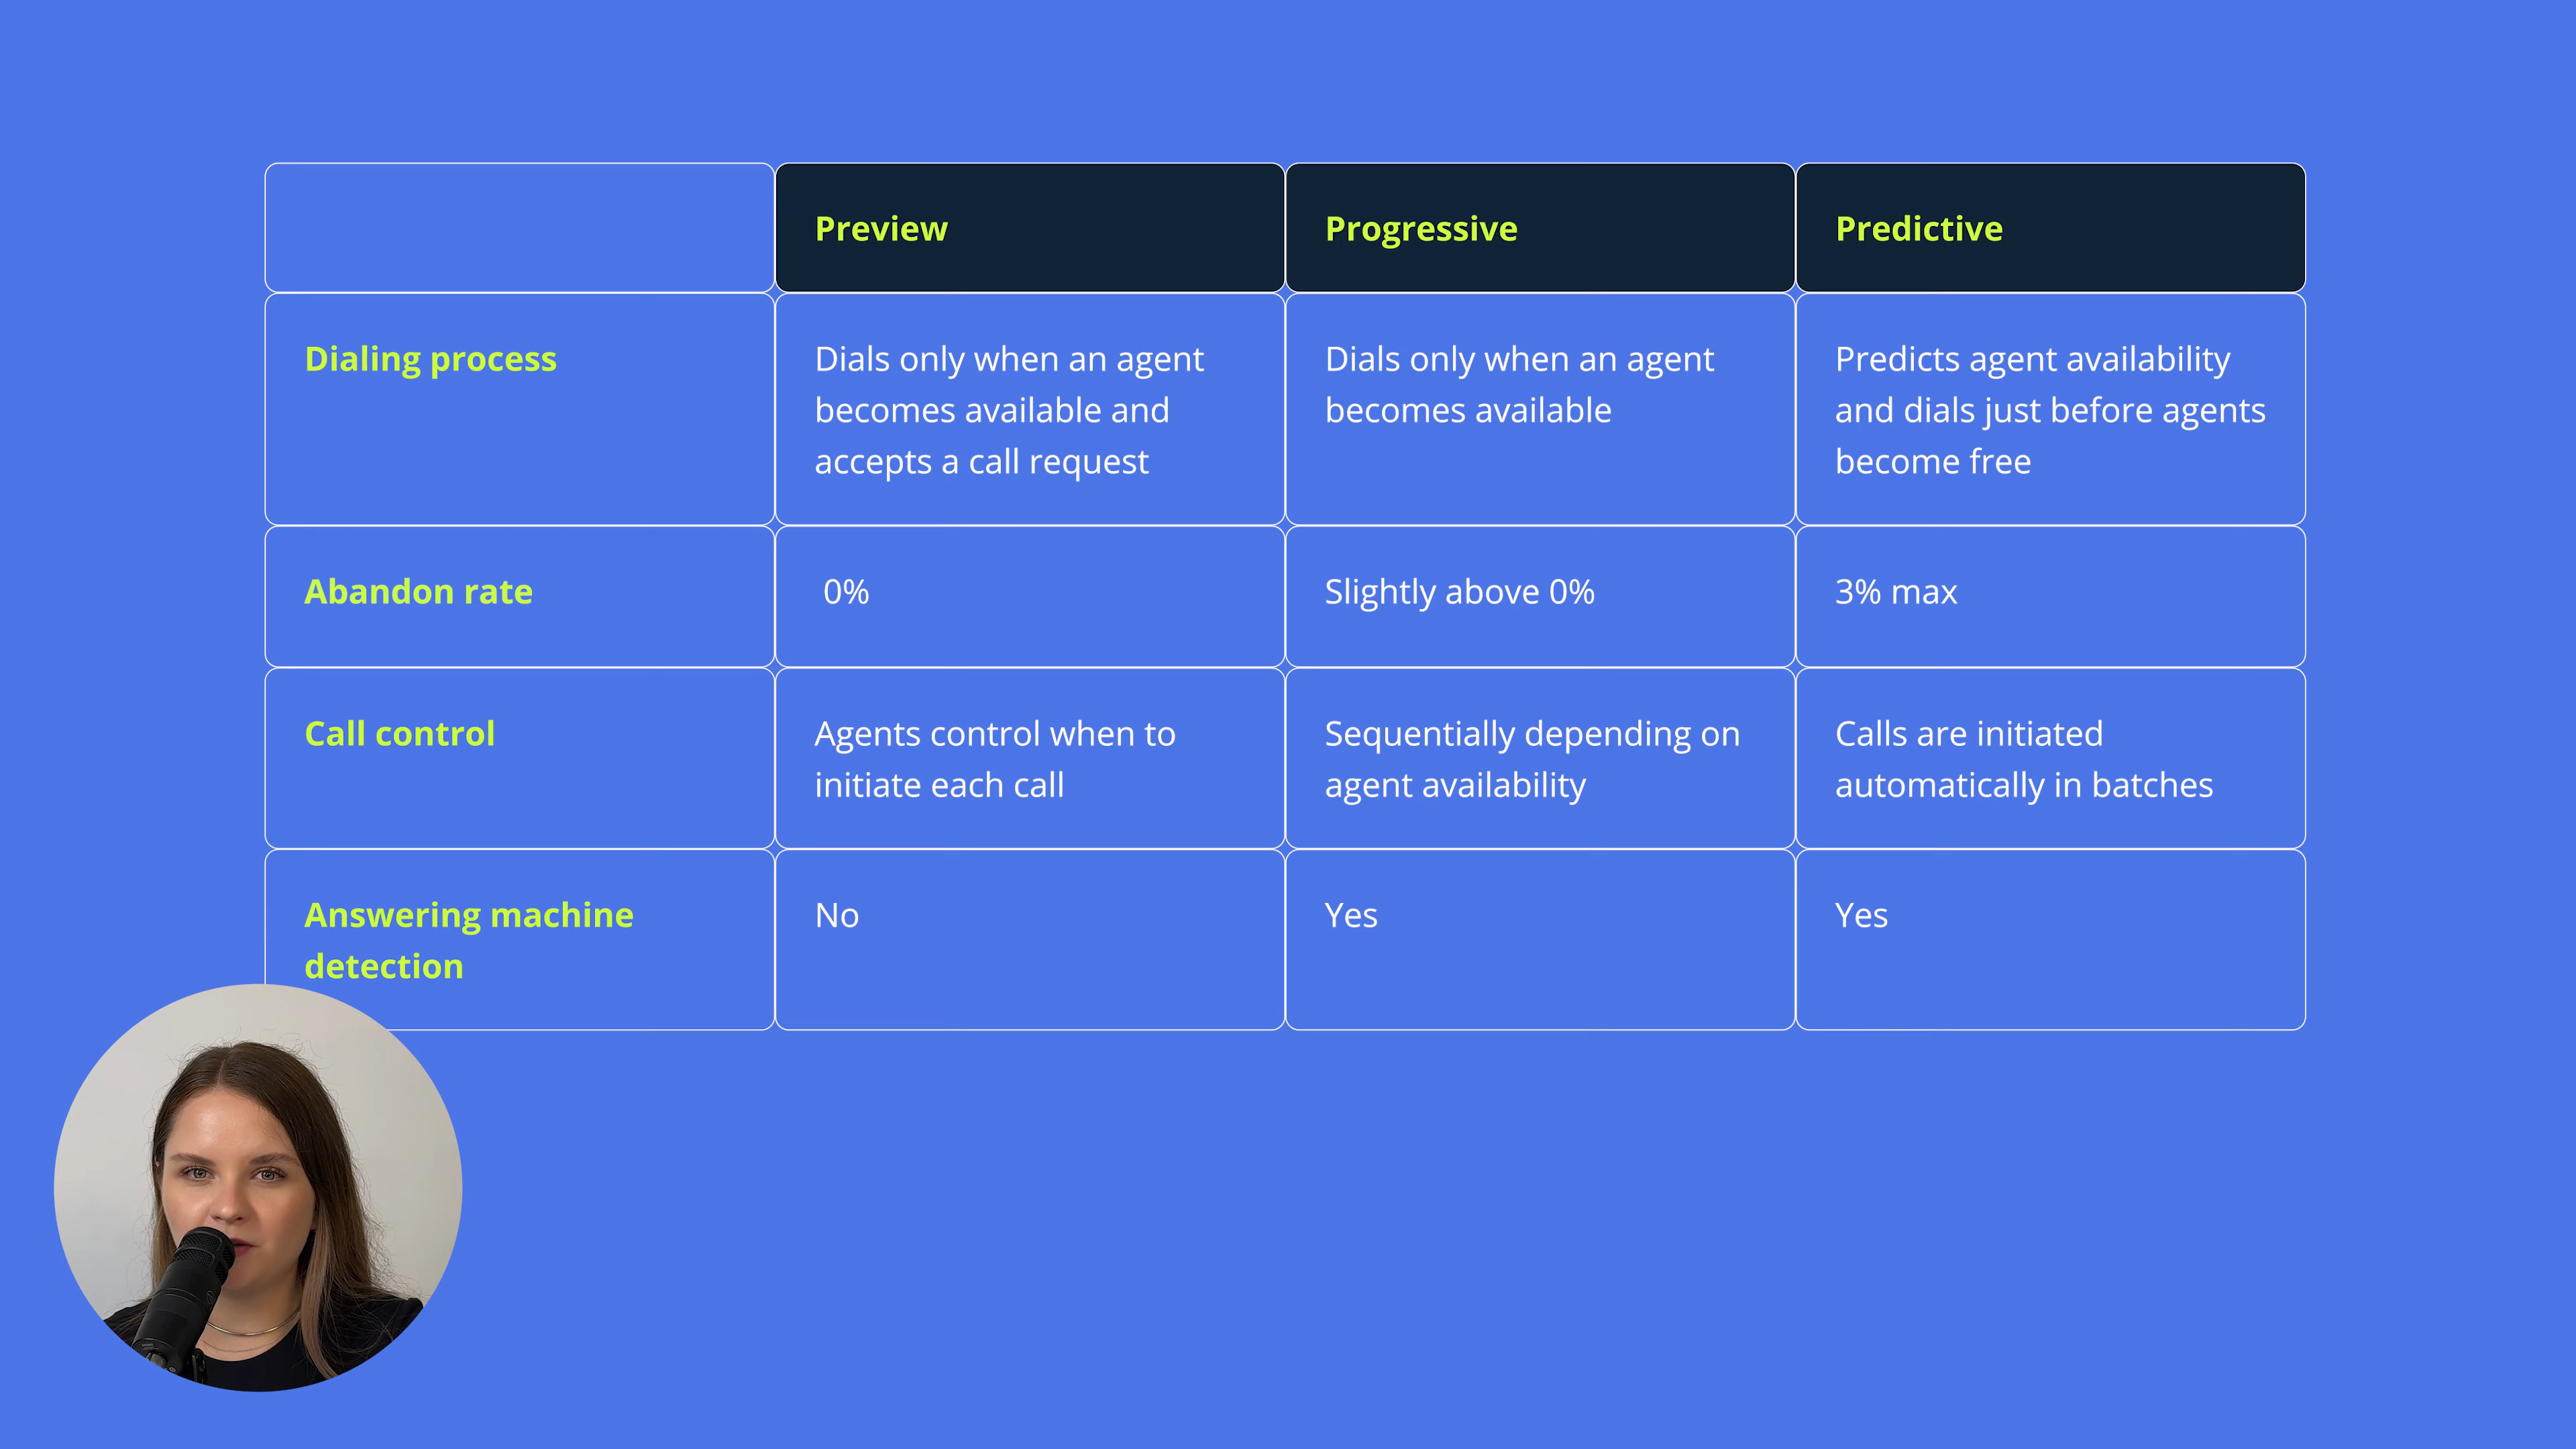 Preview
Progressive
Predictive
Dialing process
Dials only when an agent
becomes available and
accepts a call request
Dials only when an agent
becomes available
Predicts agent availability
and dials just before agents
become free
Abandon rate
0%
Slightly above 0%
3% max
Call control
Agents control when to
initiate each call
Sequentially depending on
agent availability
Calls are initiated
automatically in batches
Answering machine
detection
No
Yes
Yes